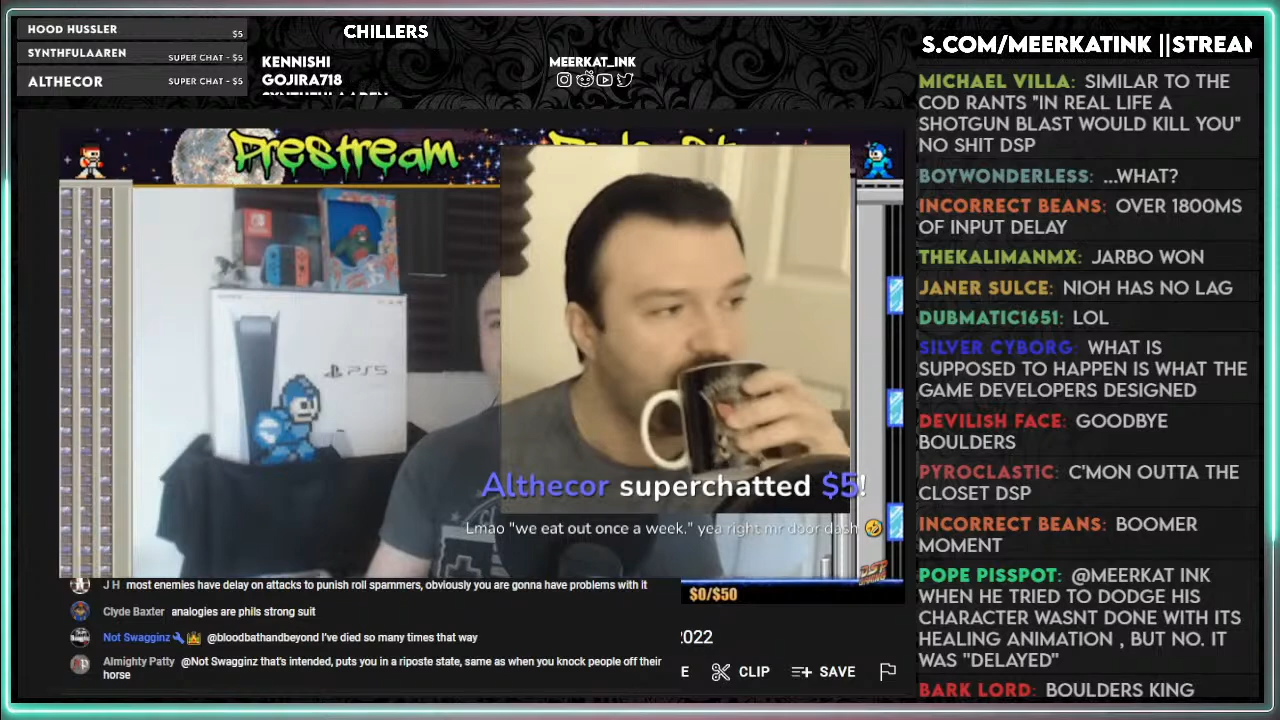 HOOD HUSSLER $5
SYNTHFULAAREN SUPER CHAT - $5
ALTHECOR SUPER CHAT - $5
CHILLERS
KENNISHI
GOJIRA718
SYNTHFULAAREN
MEERKAT_INK
Prestream
PS5
Althecor superchatted $5!
Lmao "we eat out once a week." yea right mr door dash 🤣
J H most enemies have delay on attacks to punish roll spammers, obviously you are gonna have problems with it
Clyde Baxter analogies are phils strong suit
Not Swagginz @bloodbathandbeyond I've died so many times that way
Almighty Patty @Not Swagginz that's intended, puts you in a riposte state, same as when you knock people off their
horse
$0/$50
2022
E CLIP SAVE
S.COM/MEERKATINK ||STREAM
MICHAEL VILLA: SIMILAR TO THE
COD RANTS "IN REAL LIFE A
SHOTGUN BLAST WOULD KILL YOU"
NO SHIT DSP
BOYWONDERLESS: ...WHAT?
INCORRECT BEANS: OVER 1800MS
OF INPUT DELAY
THEKALIMANMX: JARBO WON
JANER SULCE: NIOH HAS NO LAG
DUBMATIC1651: LOL
SILVER CYBORG: WHAT IS
SUPPOSED TO HAPPEN IS WHAT THE
GAME DEVELOPERS DESIGNED
DEVILISH FACE: GOODBYE
BOULDERS
PYROCLASTIC: C'MON OUTTA THE
CLOSET DSP
INCORRECT BEANS: BOOMER
MOMENT
POPE PISSPOT: @MEERKAT INK
WHEN HE TRIED TO DODGE HIS
CHARACTER WASNT DONE WITH ITS
HEALING ANIMATION , BUT NO. IT
WAS "DELAYED"
BARK LORD: BOULDERS KING